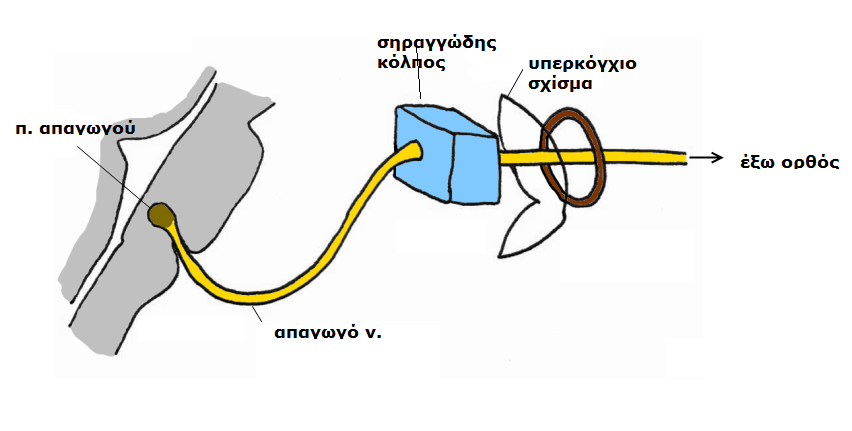 σηραγγώδης
κόλπος
υπερκόγχιο
σχίσμα
π. απαγωγού
έξω ορθός
απαγωγό ν.